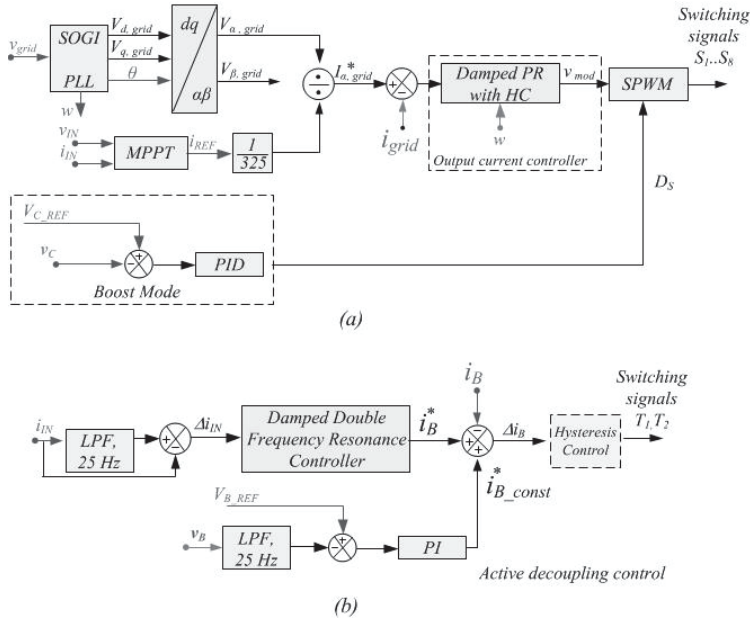 Switching
signals
S1..S8
vgrid
SOGI
PLL
Vd, grid
Vq, grid
θ
w
dq
αβ
Vα, grid
Vβ, grid
÷
Iα, grid*
+
−
igrid
Damped PR
with HC
w
Output current controller
vmod
SPWM
vIN
iIN
MPPT
iREF
1
325
DS
VC_REF
vC
+
−
PID
Boost Mode
(a)
iIN
LPF,
25 Hz
+
−
ΔiIN
Damped Double
Frequency Resonance
Controller
iB*
iB
−
+
+
ΔiB
Hysteresis
Control
Switching
signals
T1, T2
iB_const*
VB_REF
vB
LPF,
25 Hz
+
−
PI
Active decoupling control
(b)